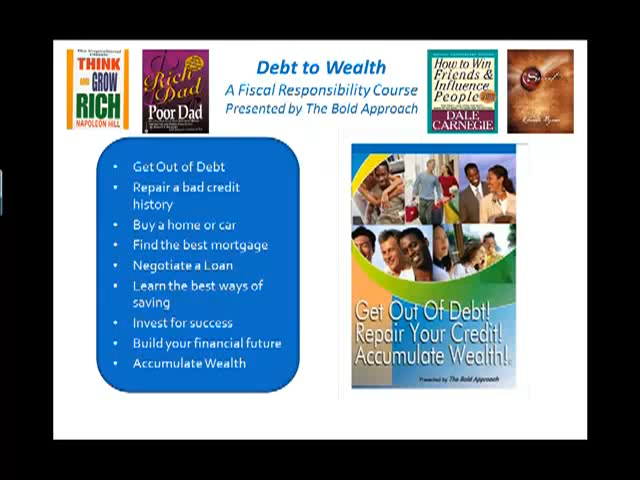 THINK
AND GROW
RICH
NAPOLEON HILL
Rich
Dad
Poor Dad
Debt to Wealth
A Fiscal Responsibility Course
Presented by The Bold Approach
How to Win
Friends &
Influence
People
DALE
CARNEGIE
Secret
• Get Out of Debt
• Repair a bad credit
history
• Buy a home or car
• Find the best mortgage
• Negotiate a Loan
• Learn the best ways of
saving
• Invest for success
• Build your financial future
• Accumulate Wealth
Get Out Of Debt!
Repair Your Credit!
Accumulate Wealth!
Presented by The Bold Approach